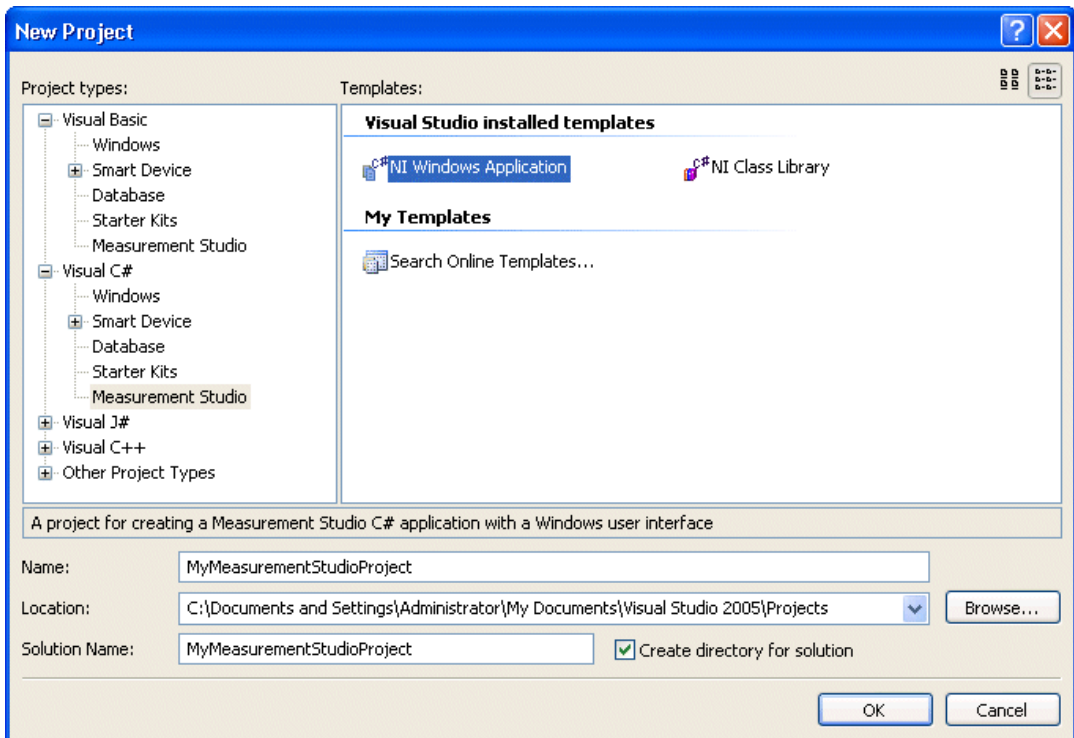 New Project
Project types:
Templates:
Visual Basic
Windows
Smart Device
Database
Starter Kits
Measurement Studio
Visual C#
Windows
Smart Device
Database
Starter Kits
Measurement Studio
Visual J#
Visual C++
Other Project Types
Visual Studio installed templates
NI Windows Application
NI Class Library
My Templates
Search Online Templates...
A project for creating a Measurement Studio C# application with a Windows user interface
Name:
MyMeasurementStudioProject
Location:
C:\Documents and Settings\Administrator\My Documents\Visual Studio 2005\Projects
Browse...
Solution Name:
MyMeasurementStudioProject
Create directory for solution
OK
Cancel